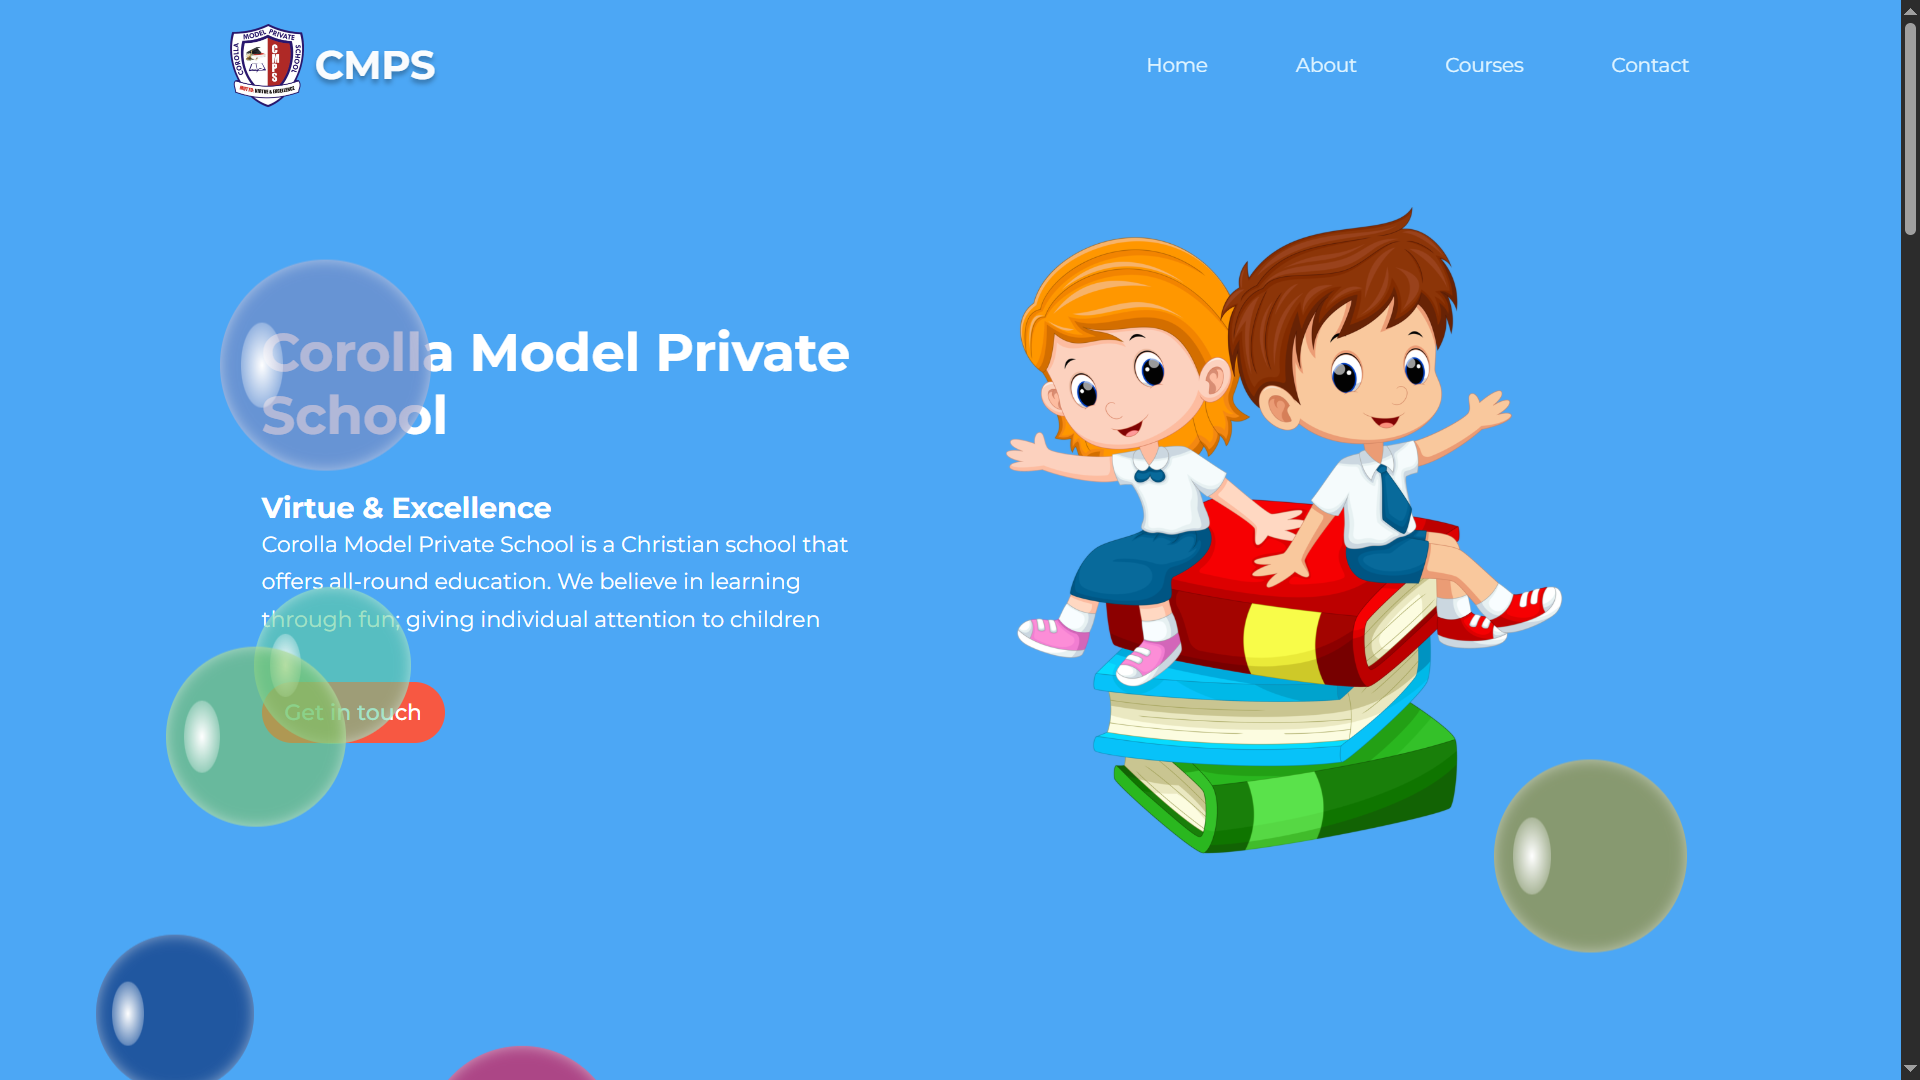 COROLLA MODEL PRIVATE SCHOOL
CMPS
MOTTO: VIRTUE & EXCELLENCE
CMPS
Home
About
Courses
Contact
Corolla Model Private
School
Virtue & Excellence
Corolla Model Private School is a Christian school that
offers all-round education. We believe in learning
through fun; giving individual attention to children
Get in touch